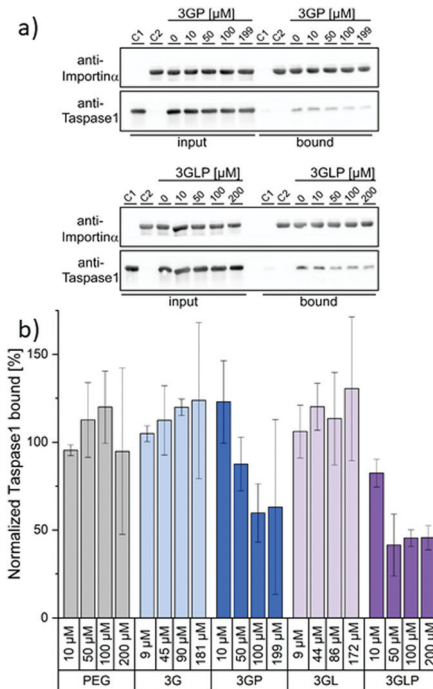 a)
3GP [µM]
3GP [µM]
C1 C2 0 10 50 100 199 C1 C2 0 10 50 100 199
anti-
Importinα
anti-
Taspase1
input bound
3GLP [µM]
3GLP [µM]
C1 C2 0 10 50 100 200 C1 C2 0 10 50 100 200
anti-
Importinα
anti-
Taspase1
input bound
b)
Normalized Taspase1 bound [%]
150
100
50
0
10 µM 50 µM 100 µM 200 µM 9 µM 45 µM 90 µM 181 µM 10 µM 50 µM 100 µM 199 µM 9 µM 44 µM 86 µM 172 µM 10 µM 50 µM 100 µM 200 µM
PEG 3G 3GP 3GL 3GLP